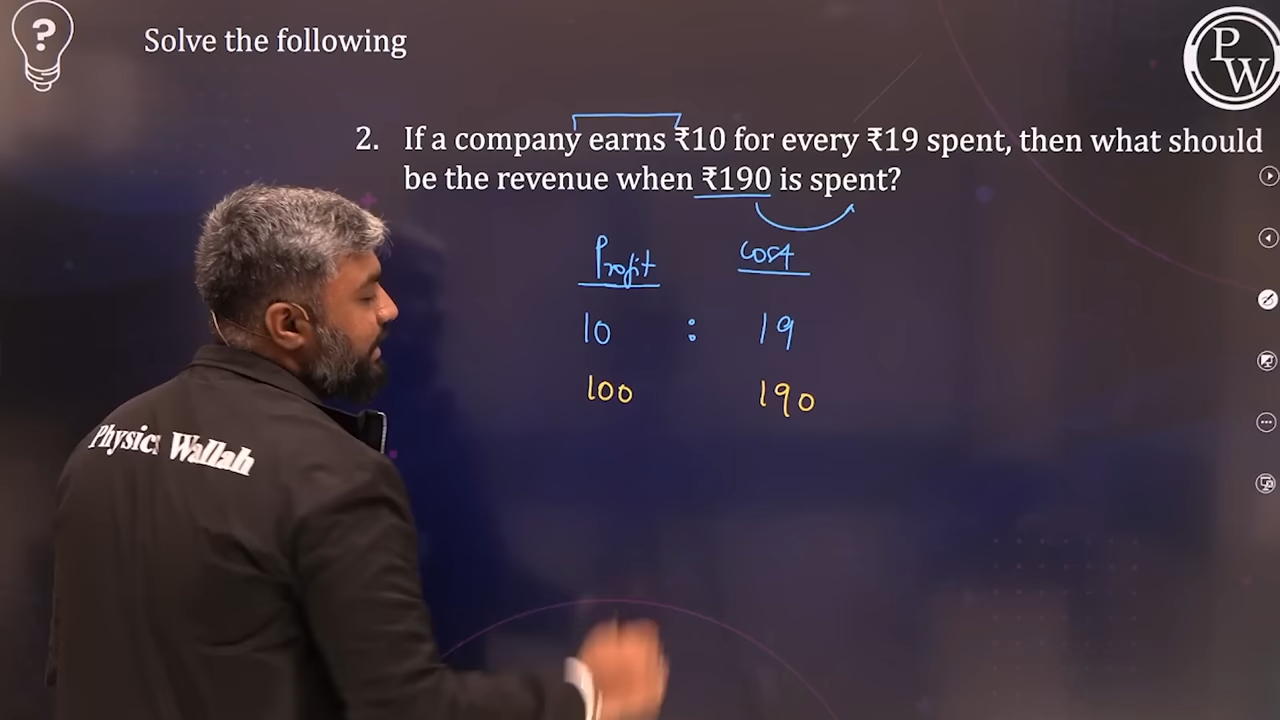 ?
Solve the following
PW
2. If a company earns ₹10 for every ₹19 spent, then what should
be the revenue when ₹190 is spent?
Profit Cost
10 : 19
100 190
Physics Wallah